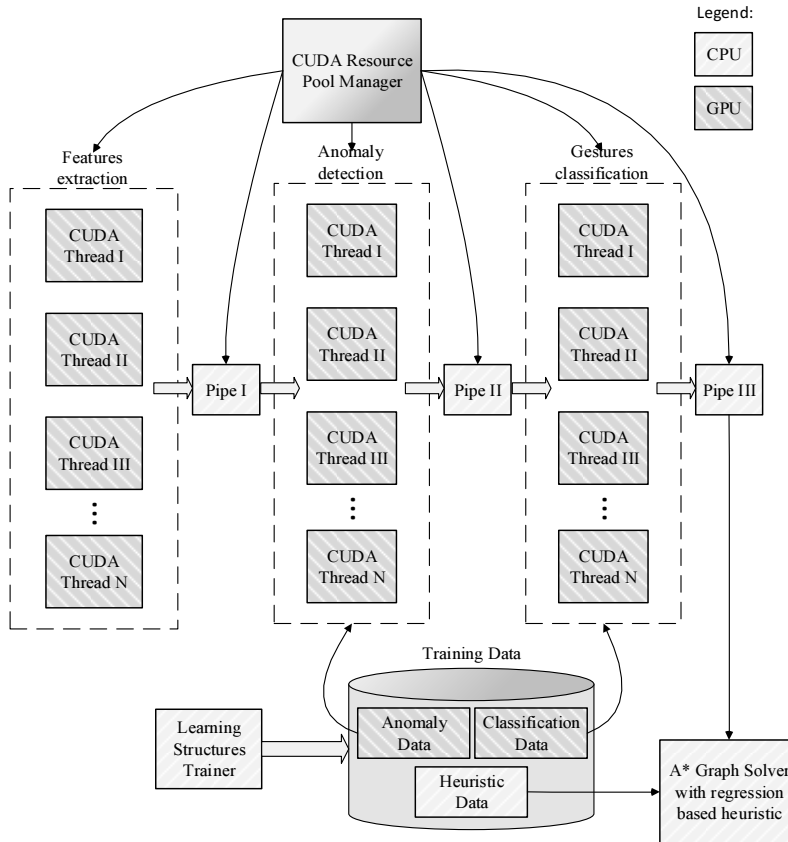 Legend:
CPU
GPU
CUDA Resource
Pool Manager
Features
extraction
Anomaly
detection
Gestures
classification
CUDA
Thread I
CUDA
Thread II
CUDA
Thread III
CUDA
Thread N
Pipe I
CUDA
Thread I
CUDA
Thread II
CUDA
Thread III
CUDA
Thread N
Pipe II
CUDA
Thread I
CUDA
Thread II
CUDA
Thread III
CUDA
Thread N
Pipe III
Training Data
Learning
Structures
Trainer
Anomaly
Data
Classification
Data
Heuristic
Data
A* Graph Solver
with regression
based heuristic